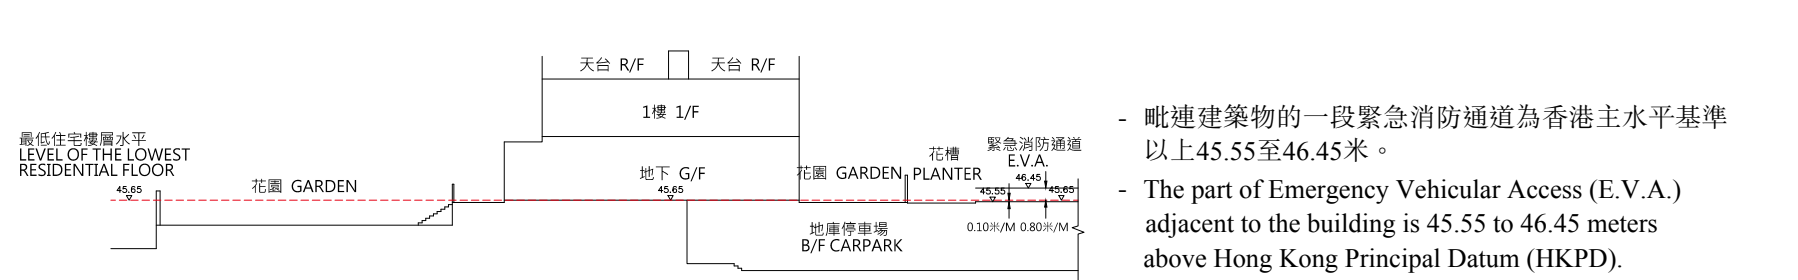 天台 R/F
天台 R/F
1樓 1/F
最低住宅樓層水平
LEVEL OF THE LOWEST
RESIDENTIAL FLOOR
45.65
花園 GARDEN
地下 G/F
45.65
花園 GARDEN
花槽
PLANTER
緊急消防通道
E.V.A.
46.45
45.55
45.65
0.10米/M
0.80米/M
地庫停車場
B/F CARPARK
- 毗連建築物的一段緊急消防通道為香港主水平基準
以上45.55至46.45米。
- The part of Emergency Vehicular Access (E.V.A.)
adjacent to the building is 45.55 to 46.45 meters
above Hong Kong Principal Datum (HKPD).